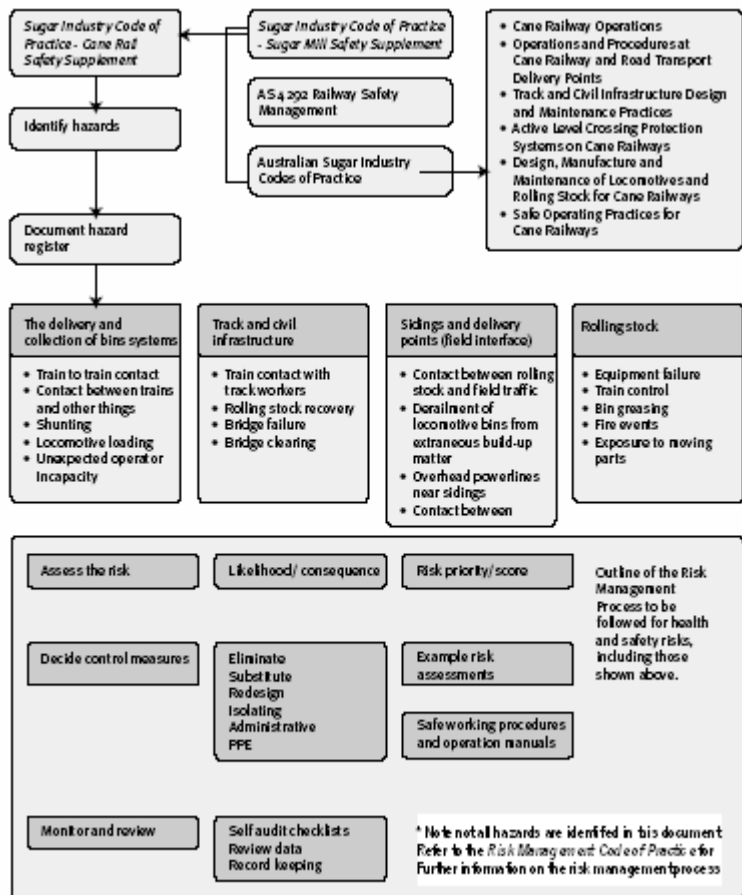 Sugar Industry Code of
Practice - Cane Rail
Safety Supplement
Sugar Industry Code of Practice
- Sugar Mill Safety Supplement
• Cane Railway Operations
• Operations and Procedures at
Cane Railway and Road Transport
Delivery Points
• Track and Civil Infrastructure Design
and Maintenance Practices
• Active Level Crossing Protection
Systems on Cane Railways
• Design, Manufacture and
Maintenance of Locomotives and
Rolling Stock for Cane Railways
• Safe Operating Practices for
Cane Railways
AS 4292 Railway Safety
Management
Identify hazards
Australian Sugar Industry
Codes of Practice
Document hazard
register
The delivery and
collection of bins systems
• Train to train contact
• Contact between trains
and other things
• Shunting
• Locomotive loading
• Unexpected operator
Incapacity
Track and civil
infrastructure
• Train contact with
track workers
• Rolling stock recovery
• Bridge failure
• Bridge clearing
Sidings and delivery
points (field interface)
• Contact between rolling
stock and field traffic
• Derailment of
locomotive bins from
extraneous build-up
matter
• Overhead powerlines
near sidings
• Contact between
Rolling stock
• Equipment failure
• Train control
• Bin greasing
• Fire events
• Exposure to moving
parts
Assess the risk
Likelihood/ consequence
Risk priority/score
Outline of the Risk
Management
Process to be
followed for health
and safety risks,
including those
shown above.
Decide control measures
Eliminate
Substitute
Redesign
Isolating
Administrative
PPE
Example risk
assessments
Safe working procedures
and operation manuals
Monitor and review
Self audit checklists
Review data
Record keeping
* Note not all hazards are identifed in this document
Refer to the Risk Management Code of Practice for
Further information on the risk management process